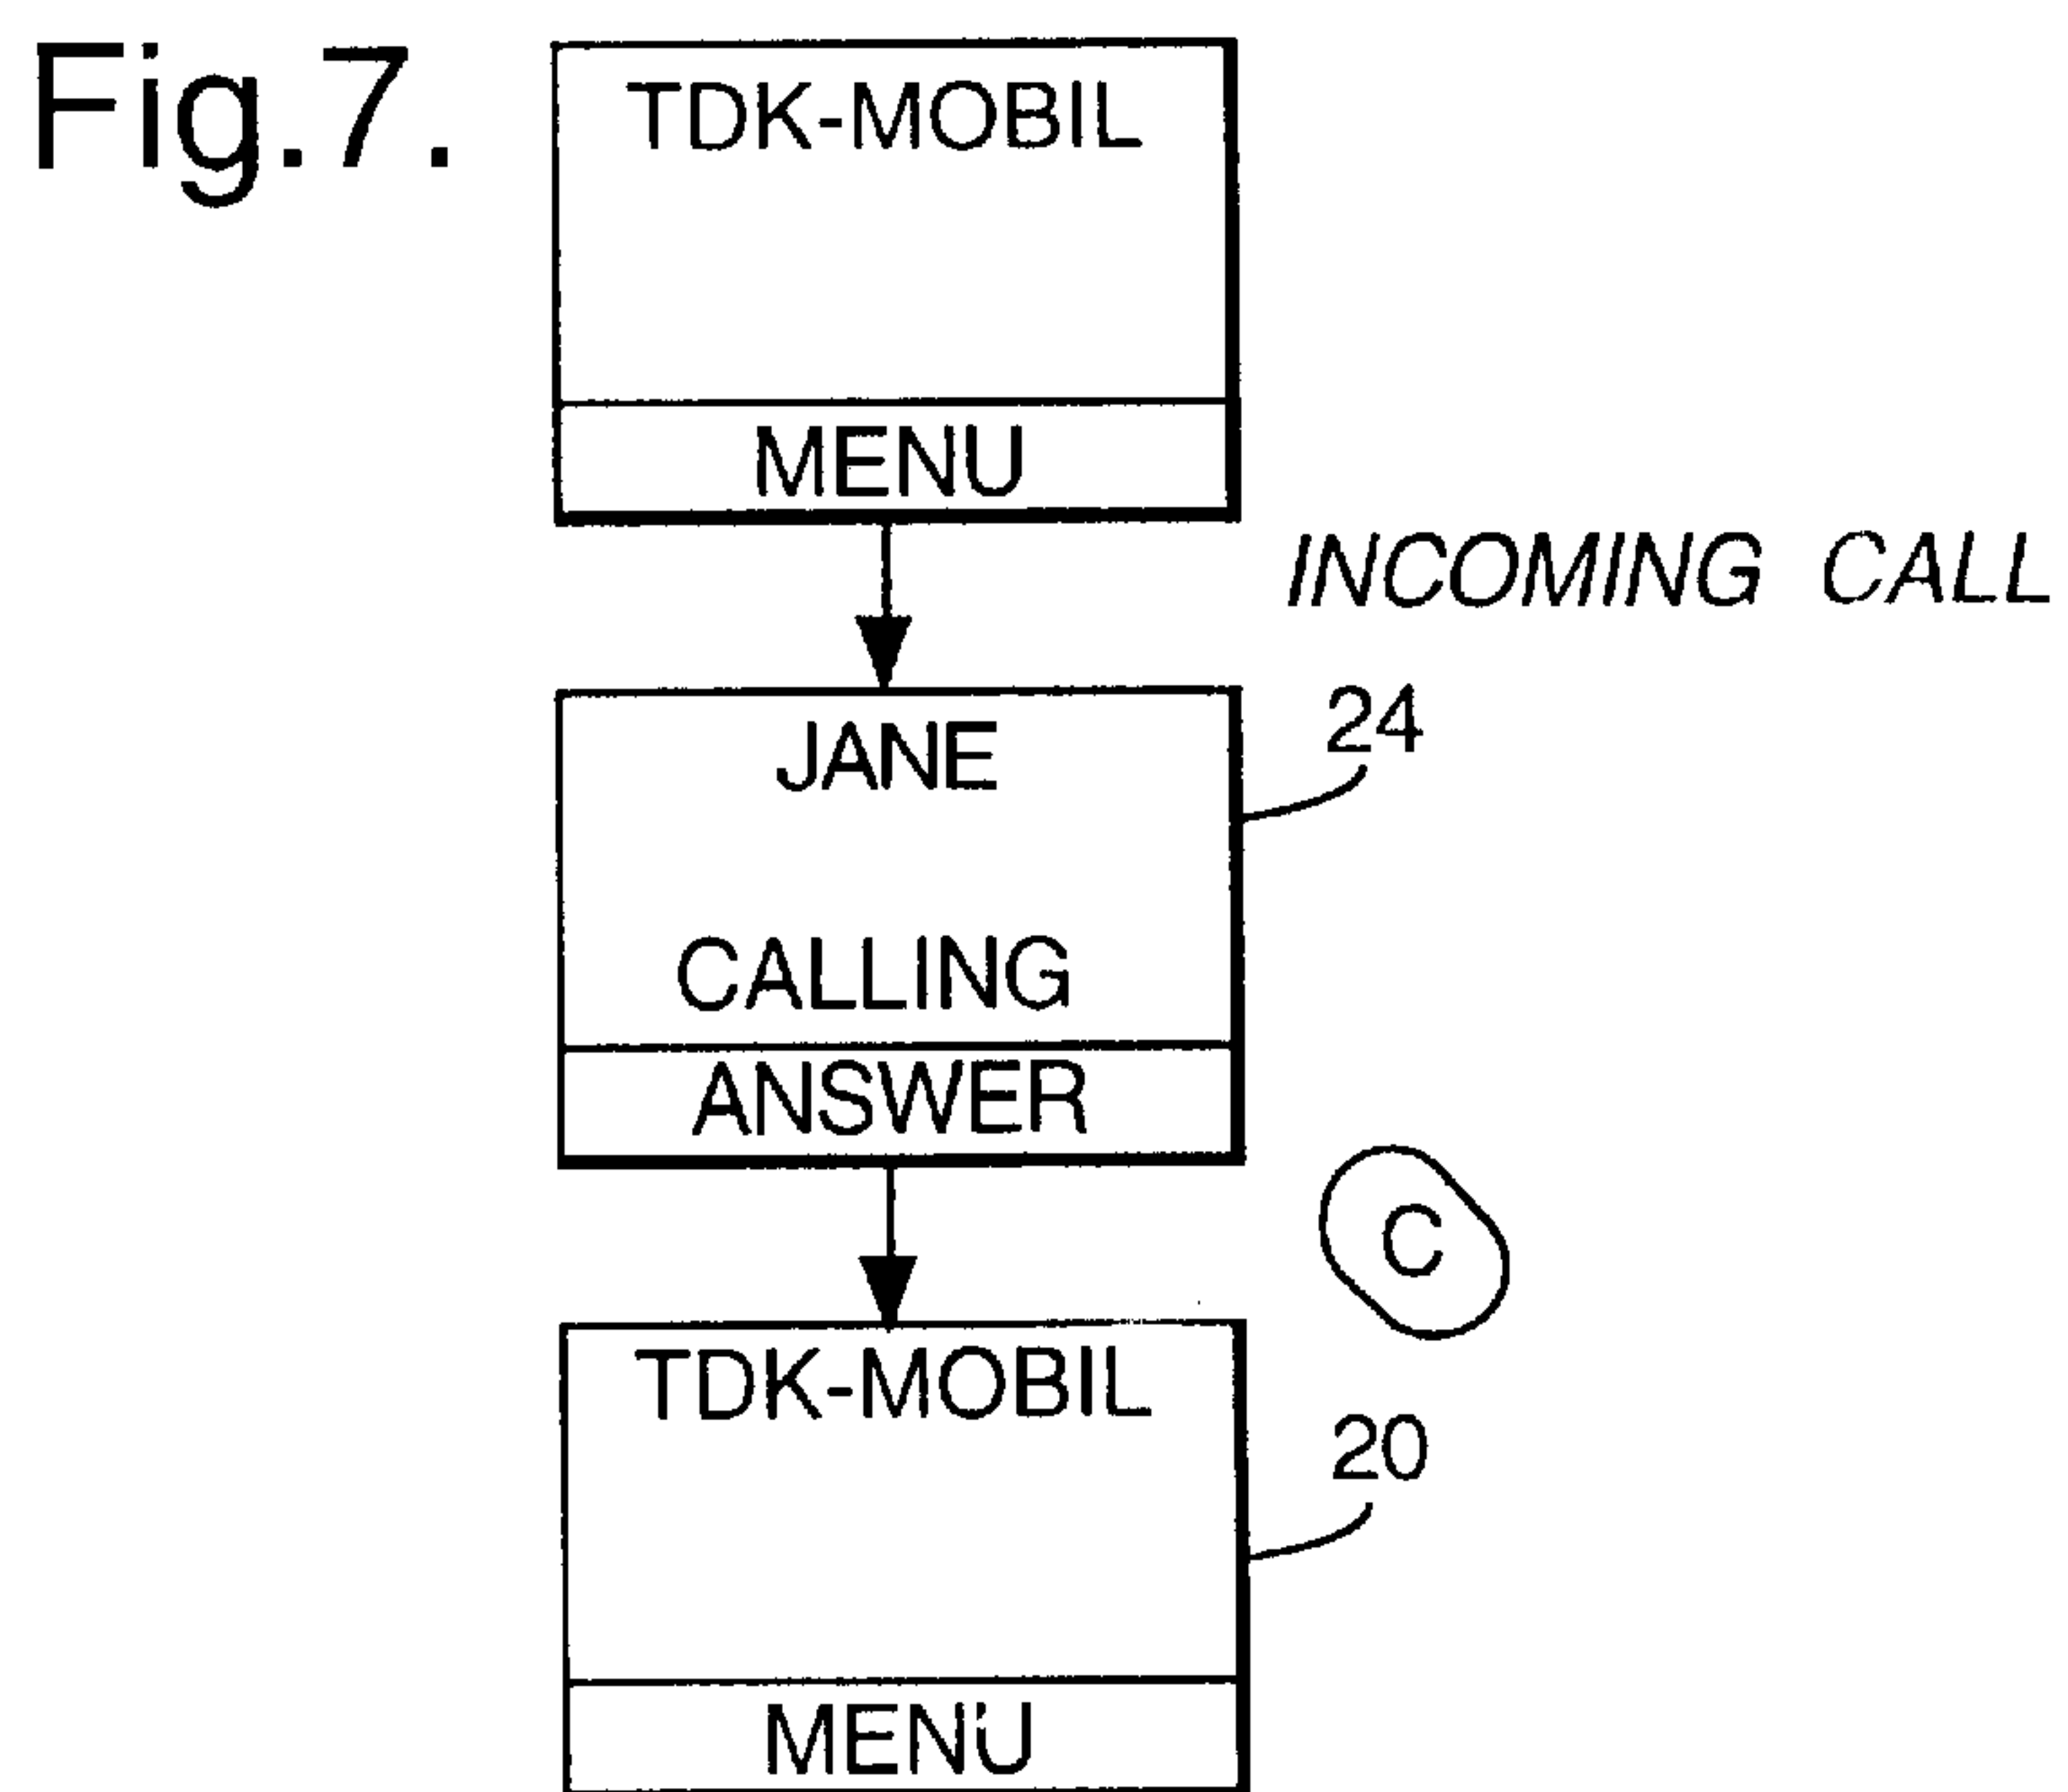 Fig.7.
TDK-MOBIL
MENU
INCOMING CALL
JANE
24
CALLING
ANSWER
C
TDK-MOBIL
20
MENU